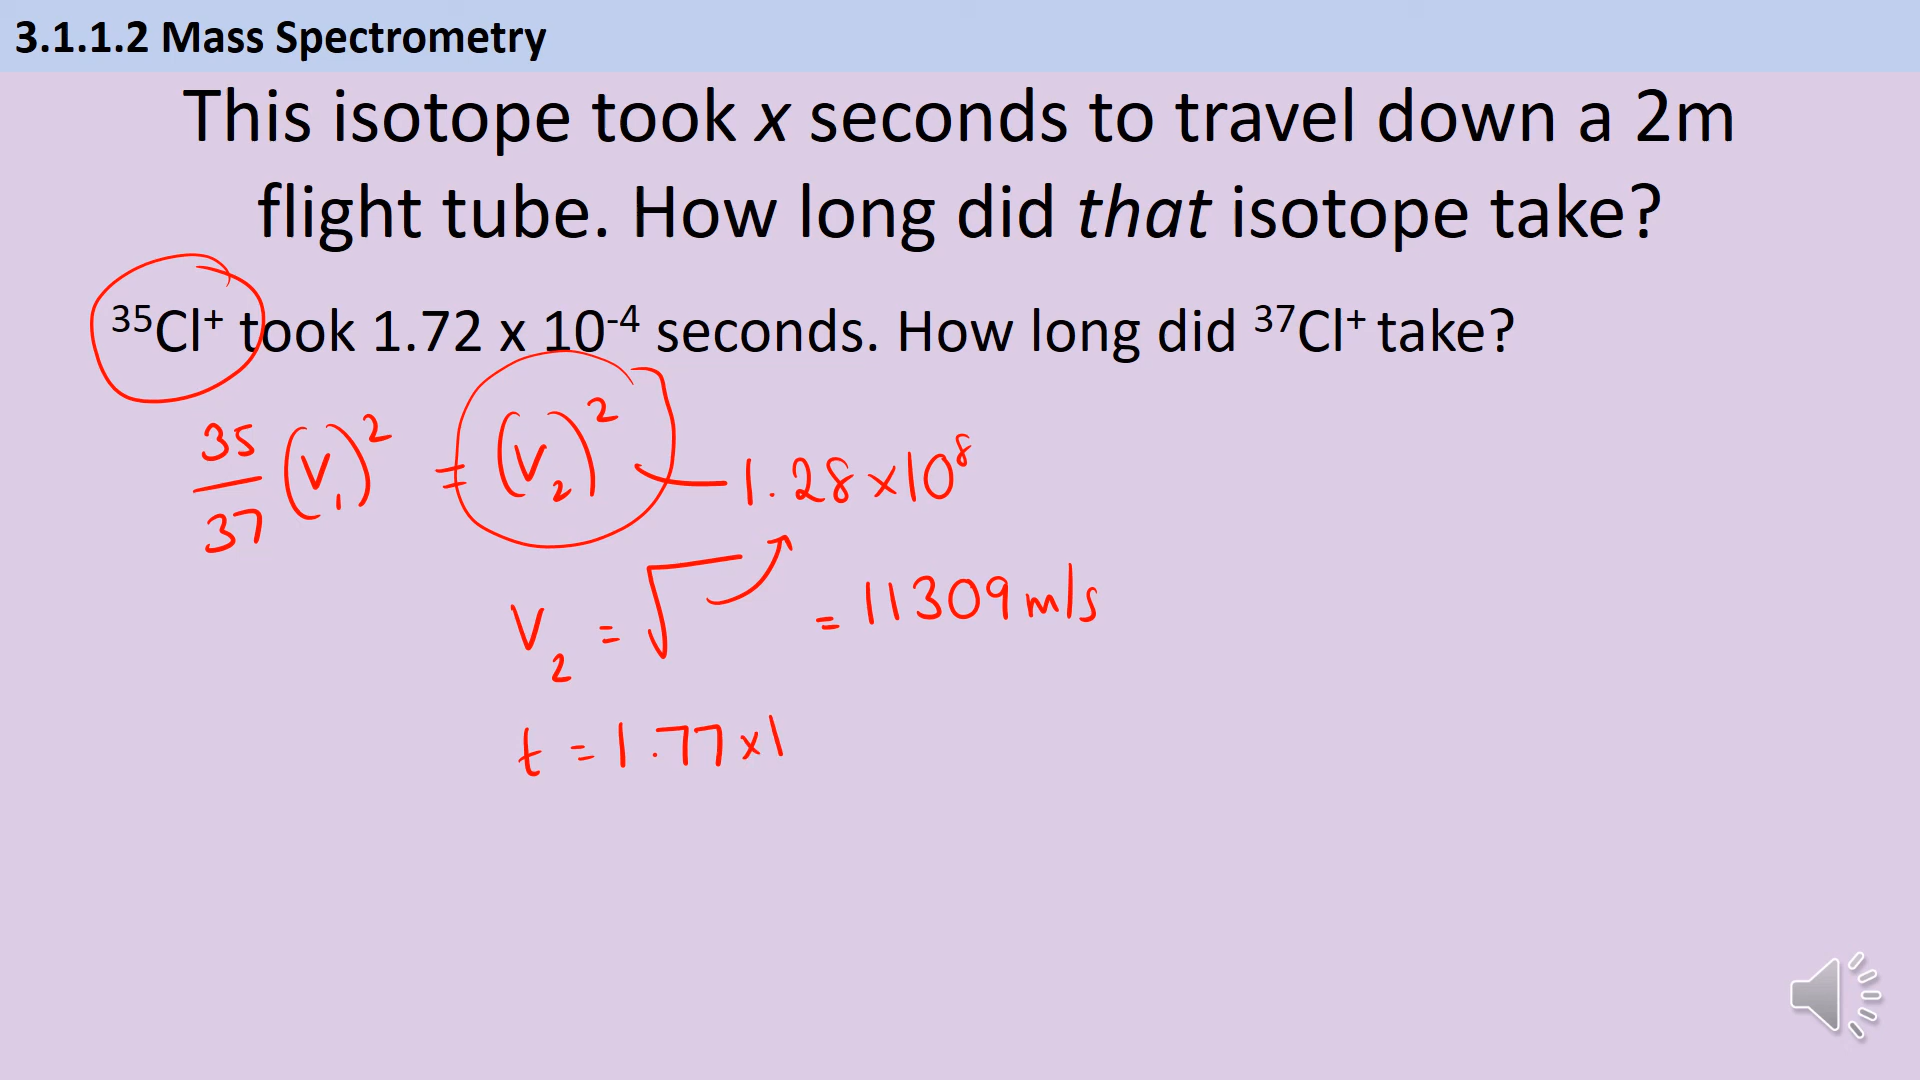 3.1.1.2 Mass Spectrometry
This isotope took x seconds to travel down a 2m
flight tube. How long did that isotope take?
³⁵Cl⁺ took 1.72 x 10⁻⁴ seconds. How long did ³⁷Cl⁺ take?
35/37 (V₁)² = (V₂)² 1.28 x 10⁸
V₂ = √ = 11309 m/s
t = 1.77 x 1